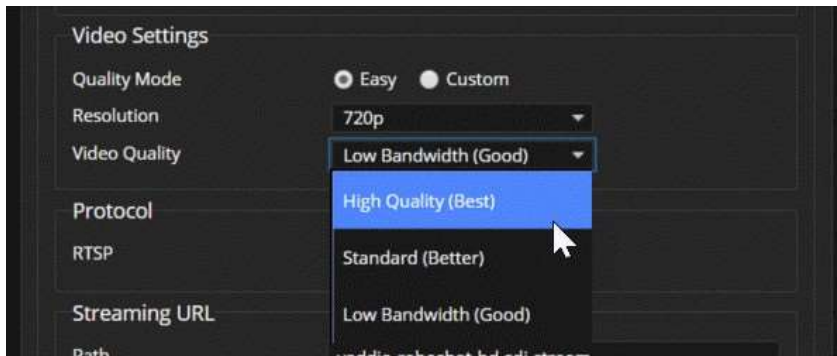 Video Settings
Quality Mode Easy Custom
Resolution 720p
Video Quality Low Bandwidth (Good)
High Quality (Best)
Protocol
RTSP
Standard (Better)
Streaming URL
Low Bandwidth (Good)
Path